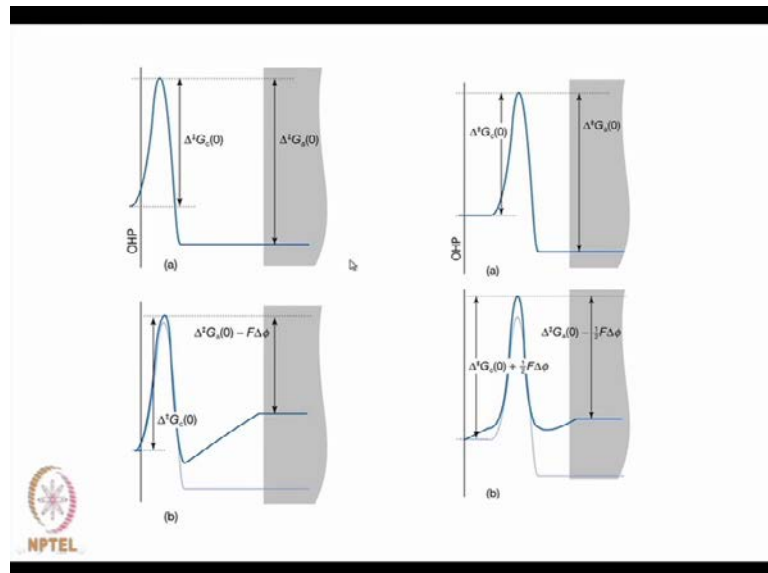 Δ‡Gc(0)
Δ‡Ga(0)
OHP
(a)
Δ‡Ga(0) − FΔϕ
Δ‡Gc(0)
(b)
Δ‡Gc(0)
Δ‡Ga(0)
OHP
(a)
Δ‡Ga(0) − ½FΔϕ
Δ‡Gc(0) + ½FΔϕ
(b)
NPTEL